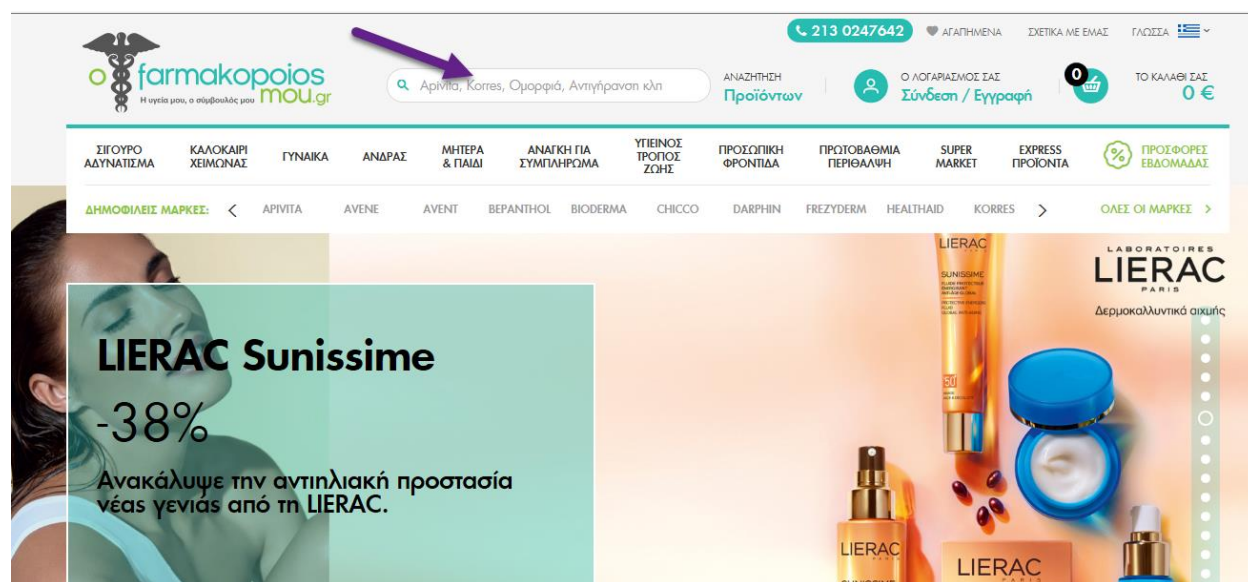 213 0247642
ΑΓΑΠΗΜΕΝΑ
ΣΧΕΤΙΚΑ ΜΕ ΕΜΑΣ
ΓΛΩΣΣΑ
ο farmakopoios
Η υγεία μου, ο σύμβουλός μου mou.gr
Apivita, Korres, Ομορφιά, Αντιγήρανση κλπ
ΑΝΑΖΗΤΗΣΗ
Προϊόντων
Ο ΛΟΓΑΡΙΑΣΜΟΣ ΣΑΣ
Σύνδεση / Εγγραφή
0
ΤΟ ΚΑΛΑΘΙ ΣΑΣ
0 €
ΣΙΓΟΥΡΟ
ΑΔΥΝΑΤΙΣΜΑ
ΚΑΛΟΚΑΙΡΙ
ΧΕΙΜΩΝΑΣ
ΓΥΝΑΙΚΑ
ΑΝΔΡΑΣ
ΜΗΤΕΡΑ
& ΠΑΙΔΙ
ΑΝΑΓΚΗ ΓΙΑ
ΣΥΜΠΛΗΡΩΜΑ
ΥΓΙΕΙΝΟΣ
ΤΡΟΠΟΣ
ΖΩΗΣ
ΠΡΟΣΩΠΙΚΗ
ΦΡΟΝΤΙΔΑ
ΠΡΩΤΟΒΑΘΜΙΑ
ΠΕΡΙΘΑΛΨΗ
SUPER
MARKET
EXPRESS
ΠΡΟΪΟΝΤΑ
%
ΠΡΟΣΦΟΡΕΣ
ΕΒΔΟΜΑΔΑΣ
ΔΗΜΟΦΙΛΕΙΣ ΜΑΡΚΕΣ:
APIVITA
AVENE
AVENT
BEPANTHOL
BIODERMA
CHICCO
DARPHIN
FREZYDERM
HEALTHAID
KORRES
ΟΛΕΣ ΟΙ ΜΑΡΚΕΣ
LIERAC Sunissime
-38%
Ανακάλυψε την αντιηλιακή προστασία
νέας γενιάς από τη LIERAC.
LIERAC
SUNISSIME
50
LABORATOIRES
LIERAC
PARIS
Δερμοκαλλυντικά αιχμής
LIERAC
LIERAC
PARIS